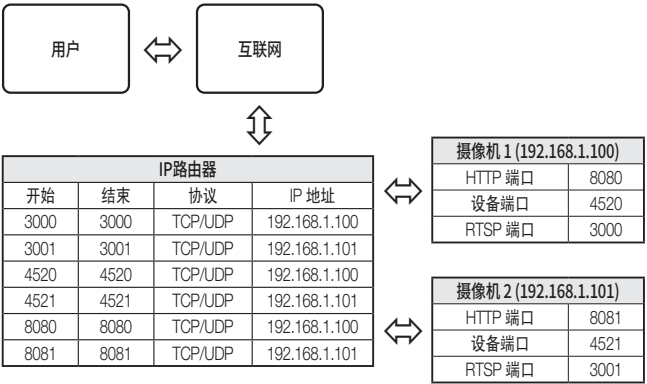 用户
互联网
IP路由器
开始 结束 协议 IP 地址
3000 3000 TCP/UDP 192.168.1.100
3001 3001 TCP/UDP 192.168.1.101
4520 4520 TCP/UDP 192.168.1.100
4521 4521 TCP/UDP 192.168.1.101
8080 8080 TCP/UDP 192.168.1.100
8081 8081 TCP/UDP 192.168.1.101
摄像机 1 (192.168.1.100)
HTTP 端口 8080
设备端口 4520
RTSP 端口 3000
摄像机 2 (192.168.1.101)
HTTP 端口 8081
设备端口 4521
RTSP 端口 3001